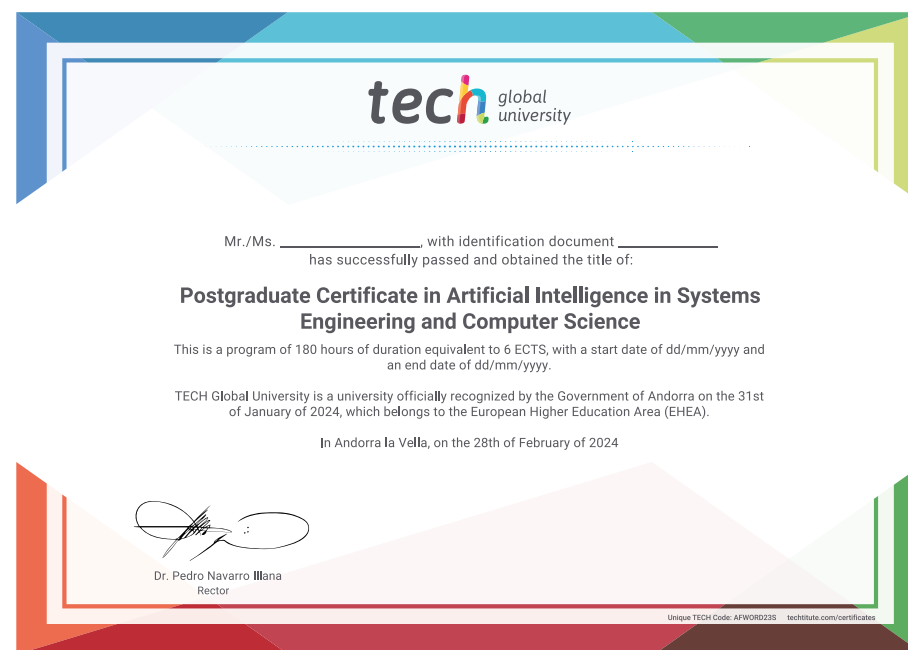 tech global
university
Mr./Ms. ____________________, with identification document ______________
has successfully passed and obtained the title of:
Postgraduate Certificate in Artificial Intelligence in Systems
Engineering and Computer Science
This is a program of 180 hours of duration equivalent to 6 ECTS, with a start date of dd/mm/yyyy and
an end date of dd/mm/yyyy.
TECH Global University is a university officially recognized by the Government of Andorra on the 31st
of January of 2024, which belongs to the European Higher Education Area (EHEA).
In Andorra la Vella, on the 28th of February of 2024
Dr. Pedro Navarro Illana
Rector
Unique TECH Code: AFWORD23S techtitute.com/certificates